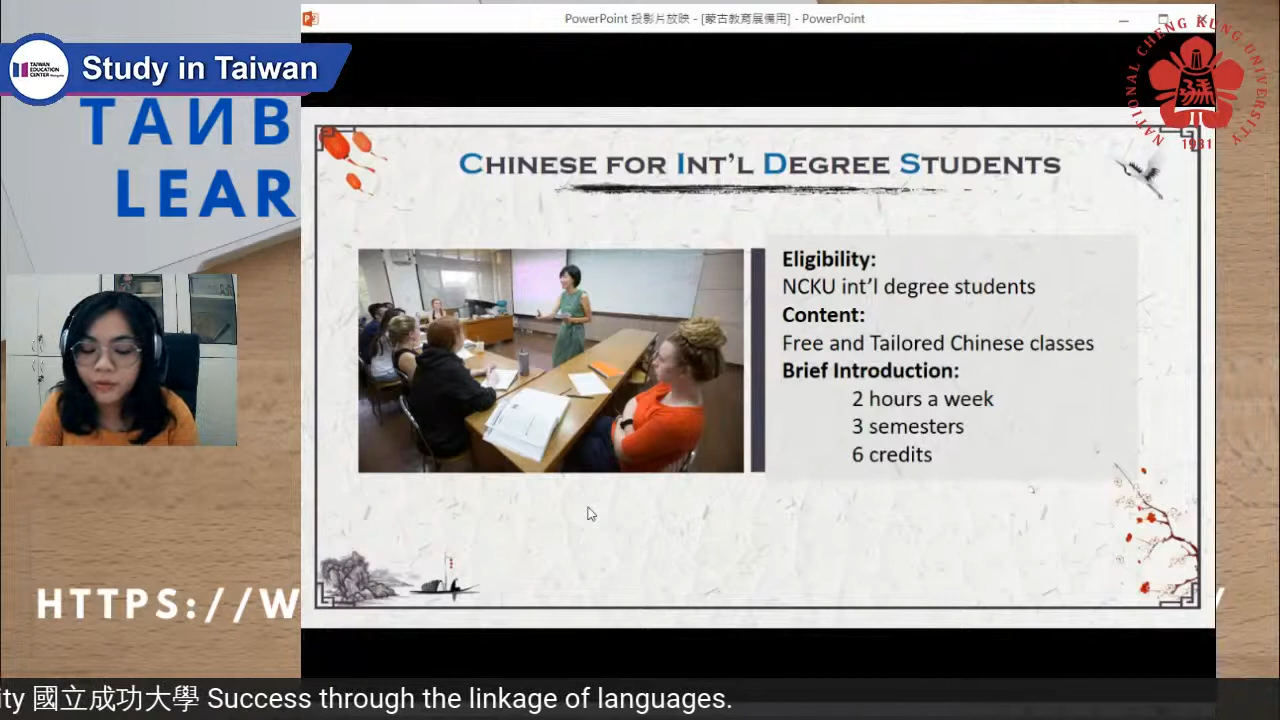 PowerPoint 投影片放映 - [蒙古教育展備用] - PowerPoint
NATIONAL CHENG KUNG UNIVERSITY
1931
TAIWAN
EDUCATION
CENTER
Study in Taiwan
ТАЙВ
LEAR
CHINESE FOR INT'L DEGREE STUDENTS
Eligibility:
NCKU int'l degree students
Content:
Free and Tailored Chinese classes
Brief Introduction:
2 hours a week
3 semesters
6 credits
HTTPS://W
ity 國立成功大學 Success through the linkage of languages.